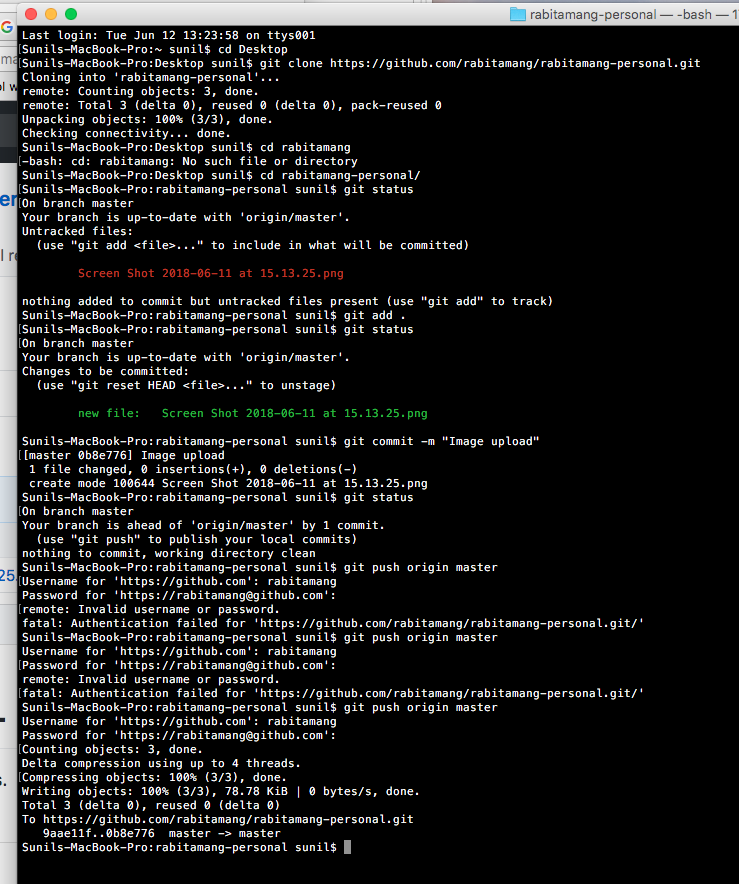 rabitamang-personal — -bash — 1
Last login: Tue Jun 12 13:23:58 on ttys001
[Sunils-MacBook-Pro:~ sunil$ cd Desktop
[Sunils-MacBook-Pro:Desktop sunil$ git clone https://github.com/rabitamang/rabitamang-personal.git
Cloning into 'rabitamang-personal'...
remote: Counting objects: 3, done.
remote: Total 3 (delta 0), reused 0 (delta 0), pack-reused 0
Unpacking objects: 100% (3/3), done.
Checking connectivity... done.
Sunils-MacBook-Pro:Desktop sunil$ cd rabitamang
[-bash: cd: rabitamang: No such file or directory
Sunils-MacBook-Pro:Desktop sunil$ cd rabitamang-personal/
[Sunils-MacBook-Pro:rabitamang-personal sunil$ git status
[On branch master
Your branch is up-to-date with 'origin/master'.
Untracked files:
(use "git add <file>..." to include in what will be committed)
Screen Shot 2018-06-11 at 15.13.25.png
nothing added to commit but untracked files present (use "git add" to track)
Sunils-MacBook-Pro:rabitamang-personal sunil$ git add .
[Sunils-MacBook-Pro:rabitamang-personal sunil$ git status
[On branch master
Your branch is up-to-date with 'origin/master'.
Changes to be committed:
(use "git reset HEAD <file>..." to unstage)
new file: Screen Shot 2018-06-11 at 15.13.25.png
Sunils-MacBook-Pro:rabitamang-personal sunil$ git commit -m "Image upload"
[[master 0b8e776] Image upload
1 file changed, 0 insertions(+), 0 deletions(-)
create mode 100644 Screen Shot 2018-06-11 at 15.13.25.png
Sunils-MacBook-Pro:rabitamang-personal sunil$ git status
[On branch master
Your branch is ahead of 'origin/master' by 1 commit.
(use "git push" to publish your local commits)
nothing to commit, working directory clean
Sunils-MacBook-Pro:rabitamang-personal sunil$ git push origin master
[Username for 'https://github.com': rabitamang
Password for 'https://rabitamang@github.com':
[remote: Invalid username or password.
fatal: Authentication failed for 'https://github.com/rabitamang/rabitamang-personal.git/'
Sunils-MacBook-Pro:rabitamang-personal sunil$ git push origin master
Username for 'https://github.com': rabitamang
[Password for 'https://rabitamang@github.com':
remote: Invalid username or password.
[fatal: Authentication failed for 'https://github.com/rabitamang/rabitamang-personal.git/'
Sunils-MacBook-Pro:rabitamang-personal sunil$ git push origin master
Username for 'https://github.com': rabitamang
Password for 'https://rabitamang@github.com':
[Counting objects: 3, done.
Delta compression using up to 4 threads.
[Compressing objects: 100% (3/3), done.
Writing objects: 100% (3/3), 78.78 KiB | 0 bytes/s, done.
Total 3 (delta 0), reused 0 (delta 0)
To https://github.com/rabitamang/rabitamang-personal.git
9aae11f..0b8e776 master -> master
Sunils-MacBook-Pro:rabitamang-personal sunil$